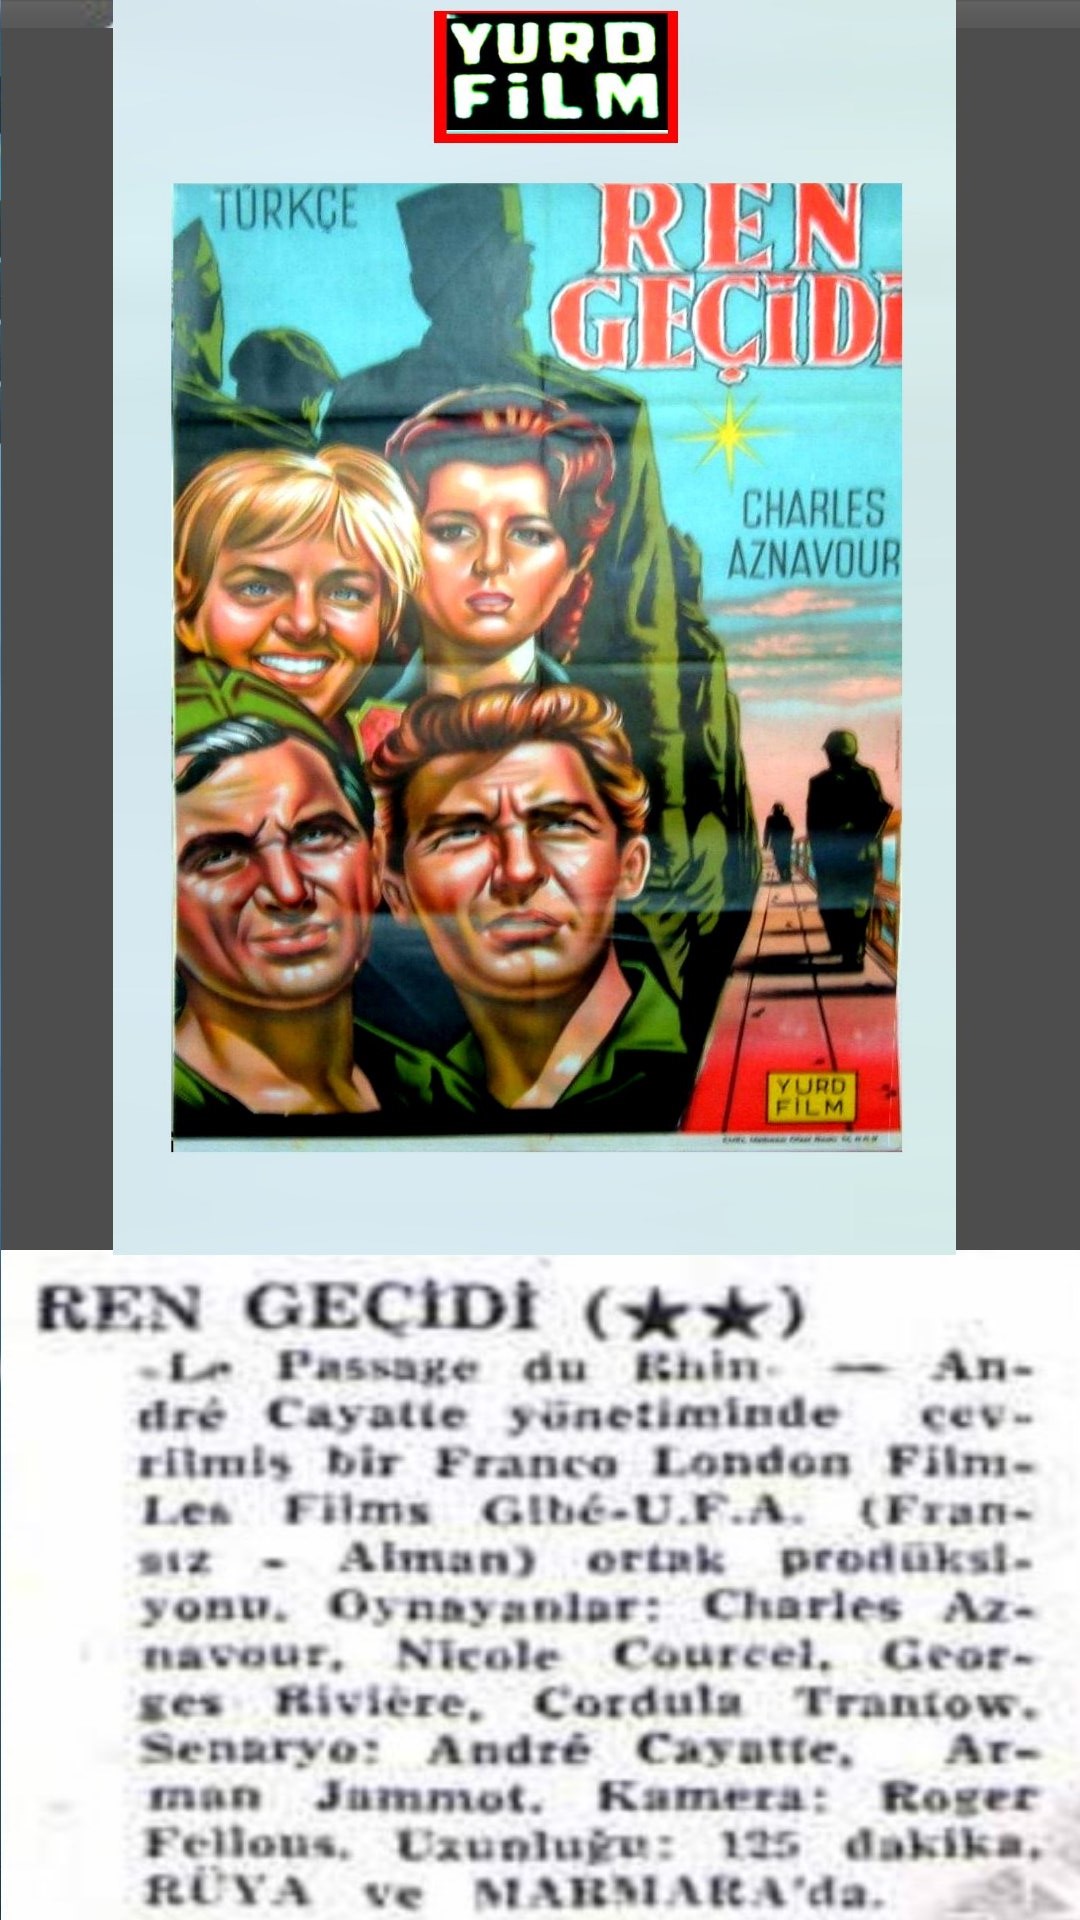 YURD
FiLM
TÜRKÇE
REN
GEÇİDİ
CHARLES
AZNAVOUR
YURD
FİLM
REN GEÇİDİ (★★)
«Le Passage du Rhin» — An-
dré Cayatte yönetiminde çev-
rilmiş bir Franco London Film-
Les Films Gibé-U.F.A. (Fran-
sız - Alman) ortak prodüksi-
yonu. Oynayanlar: Charles Az-
navour, Nicole Courcel, Geor-
ges Rivière, Cordula Trantow.
Senaryo: André Cayatte, Ar-
man Jammot. Kamera: Roger
Fellous. Uzunluğu: 125 dakika.
RÜYA ve MARMARA'da.